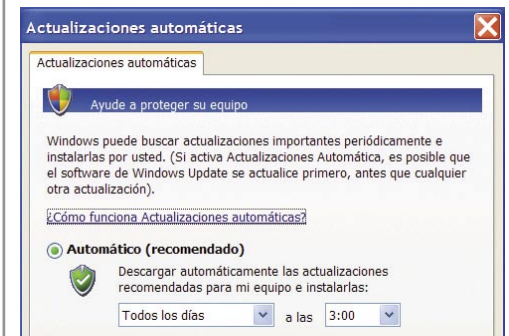 Actualizaciones automáticas
Actualizaciones automáticas
Ayude a proteger su equipo
Windows puede buscar actualizaciones importantes periódicamente e
instalarlas por usted. (Si activa Actualizaciones Automática, es posible que
el software de Windows Update se actualice primero, antes que cualquier
otra actualización).
¿Cómo funciona Actualizaciones automáticas?
Automático (recomendado)
Descargar automáticamente las actualizaciones
recomendadas para mi equipo e instalarlas:
Todos los días a las 3:00